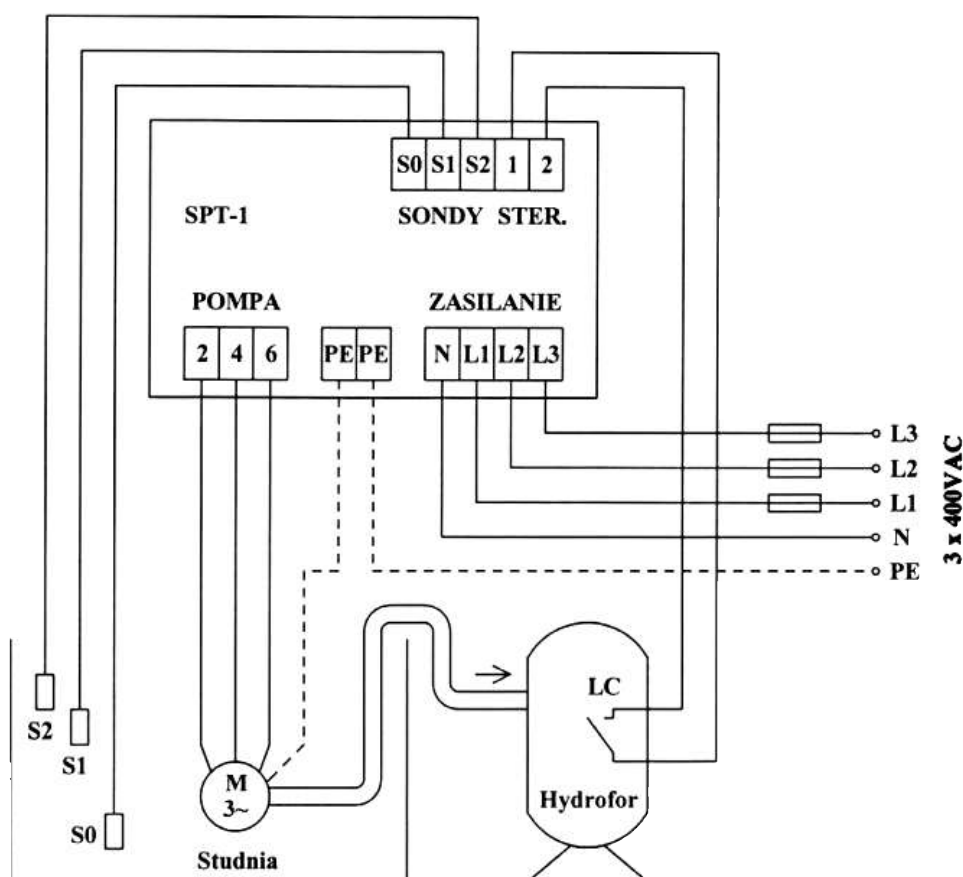 S0 S1 S2 1 2
SPT-1
SONDY STER.
POMPA
ZASILANIE
2 4 6
PE PE
N L1 L2 L3
L3
L2
L1
N
PE
3 x 400VAC
S2
S1
S0
M
3~
Studnia
LC
Hydrofor